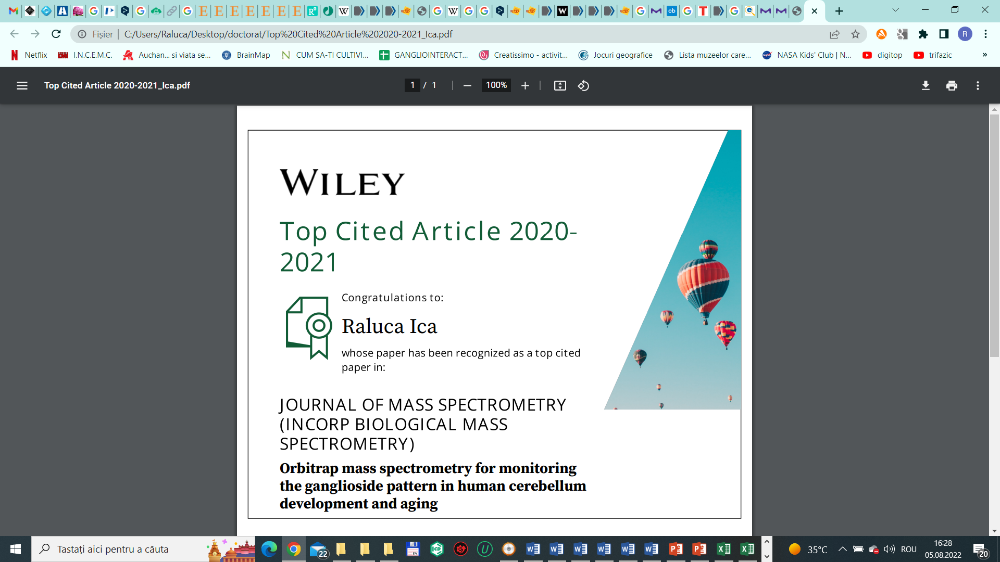 Fișier
C:/Users/Raluca/Desktop/doctorat/Top%20Cited%20Article%202020-2021_Ica.pdf
R
Netflix
I.N.C.E.M.C.
Auchan... si viata se...
BrainMap
CUM SA-TI CULTIVI...
GANGLIOINTERACT...
Creatissimo - activit...
Jocuri geografice
Lista muzeelor care...
NASA Kids' Club | N...
digitop
trifazic
»
Top Cited Article 2020-2021_Ica.pdf
1 / 1
100%
WILEY
Top Cited Article 2020-
2021
Congratulations to:
Raluca Ica
whose paper has been recognized as a top cited
paper in:
JOURNAL OF MASS SPECTROMETRY
(INCORP BIOLOGICAL MASS
SPECTROMETRY)
Orbitrap mass spectrometry for monitoring
the ganglioside pattern in human cerebellum
development and aging
Tastați aici pentru a căuta
22
35°C
ROU
16:28
05.08.2022
20